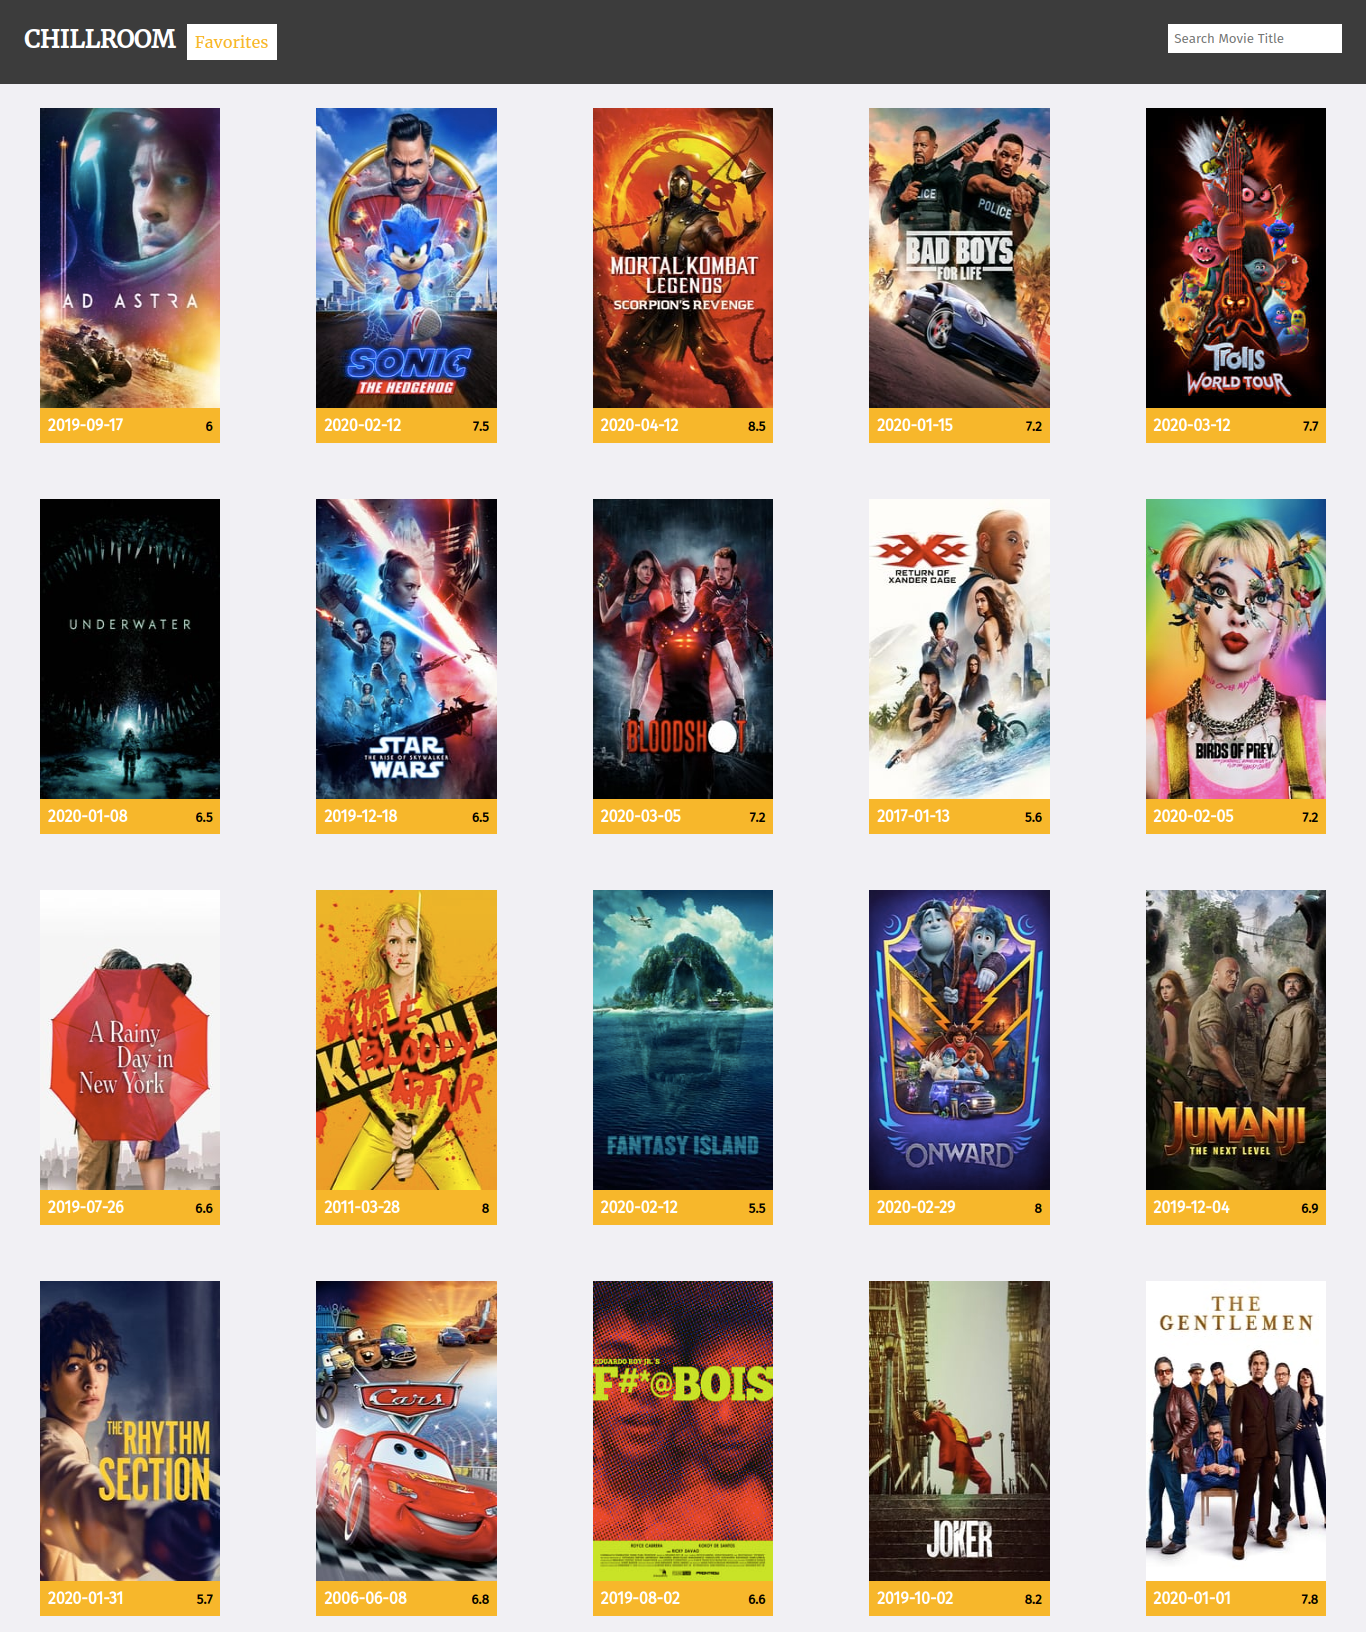 CHILLROOM
Favorites
Search Movie Title
AD ASTRA
2019-09-17
6
SONIC
THE HEDGEHOG
2020-02-12
7.5
MORTAL KOMBAT
LEGENDS
SCORPION'S REVENGE
2020-04-12
8.5
POLICE
BAD BOYS
FOR LIFE
2020-01-15
7.2
Trolls
WORLD TOUR
2020-03-12
7.7
UNDERWATER
2020-01-08
6.5
STAR
THE RISE OF SKYWALKER
WARS
2019-12-18
6.5
BLOODSHOT
2020-03-05
7.2
xXx
RETURN OF
XANDER CAGE
2017-01-13
5.6
BIRDS OF PREY
2020-02-05
7.2
A Rainy
Day in
New York
2019-07-26
6.6
THE
WHOLE
BLOODY
AFFAIR
KILL BILL
2011-03-28
8
FANTASY ISLAND
2020-02-12
5.5
ONWARD
2020-02-29
8
JUMANJI
THE NEXT LEVEL
2019-12-04
6.9
THE
RHYTHM
SECTION
2020-01-31
5.7
Cars
2006-06-08
6.8
EDUARDO ROY JR.'S
F#*@BOIS
ROYCE CABRERA
KOKOY DE SANTOS
RICKY DAVAO
2019-08-02
6.6
JOKER
2019-10-02
8.2
THE
GENTLEMEN
2020-01-01
7.8